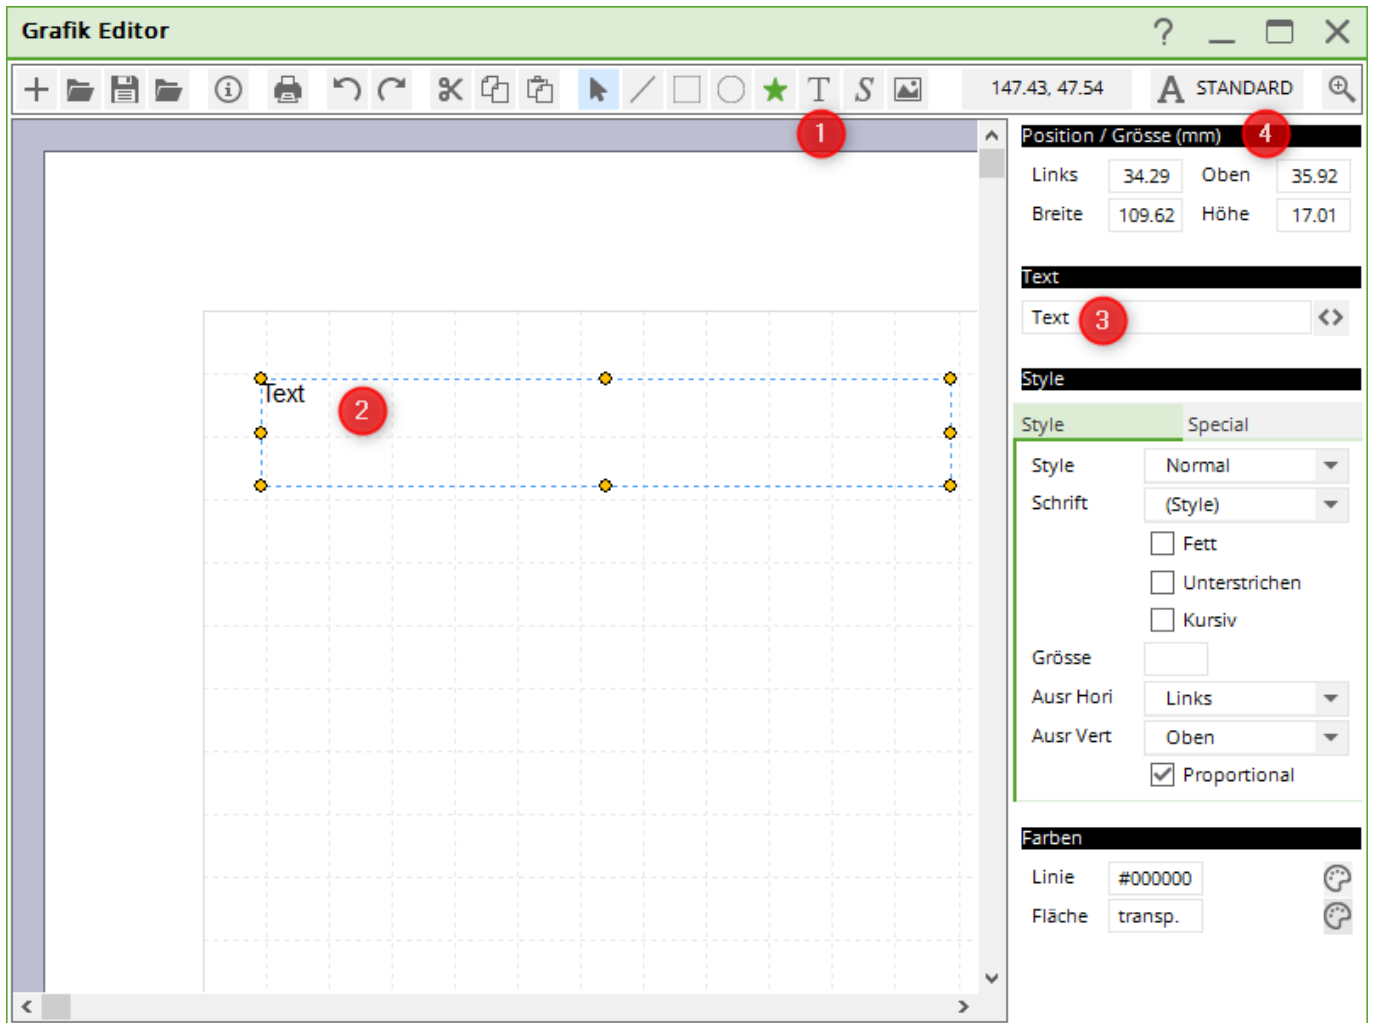 Grafik Editor
T S 147.43, 47.54 A STANDARD
1
Position / Grösse (mm) 4
Links 34.29 Oben 35.92
Breite 109.62 Höhe 17.01
Text
Text 3
Text 2
Style
Style Special
Style Normal
Schrift (Style)
Fett
Unterstrichen
Kursiv
Grösse
Ausr Hori Links
Ausr Vert Oben
Proportional
Farben
Linie #000000
Fläche transp.